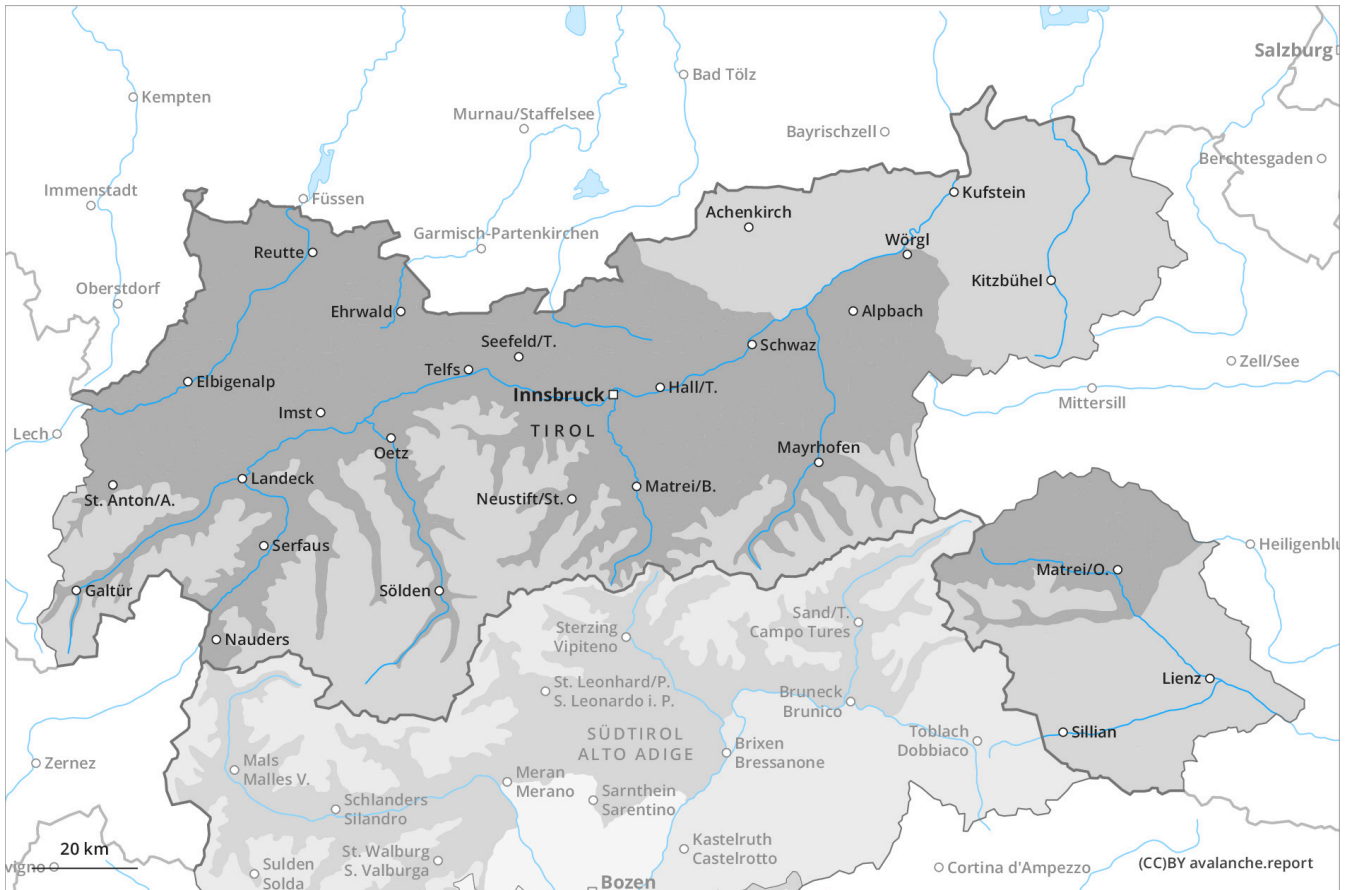 Salzburg
Bad Tölz
Kempten
Murnau/Staffelsee
Bayrischzell
Berchtesgaden
Immenstadt
Füssen
Kufstein
Achenkirch
Garmisch-Partenkirchen
Wörgl
Reutte
Kitzbühel
Oberstdorf
Ehrwald
Alpbach
Seefeld/T.
Schwaz
Zell/See
Telfs
Elbigenalp
Innsbruck
Hall/T.
Mittersill
Imst
TIROL
Lech
Oetz
Mayrhofen
Landeck
St. Anton/A.
Neustift/St.
Matrei/B.
Serfaus
Heiligenblu
Matrei/O.
Galtür
Sölden
Sand/T.
Campo Tures
Nauders
Sterzing
Vipiteno
Lienz
St. Leonhard/P.
S. Leonardo i. P.
Bruneck
Brunico
SÜDTIROL
ALTO ADIGE
Toblach
Dobbiaco
Sillian
Brixen
Bressanone
Zernez
Mals
Malles V.
Meran
Merano
Sarnthein
Sarentino
Schlanders
Silandro
Kastelruth
Castelrotto
20 km
St. Walburg
S. Valburga
vigno
Sulden
Solda
Cortina d'Ampezzo
(CC)BY avalanche.report
Bozen